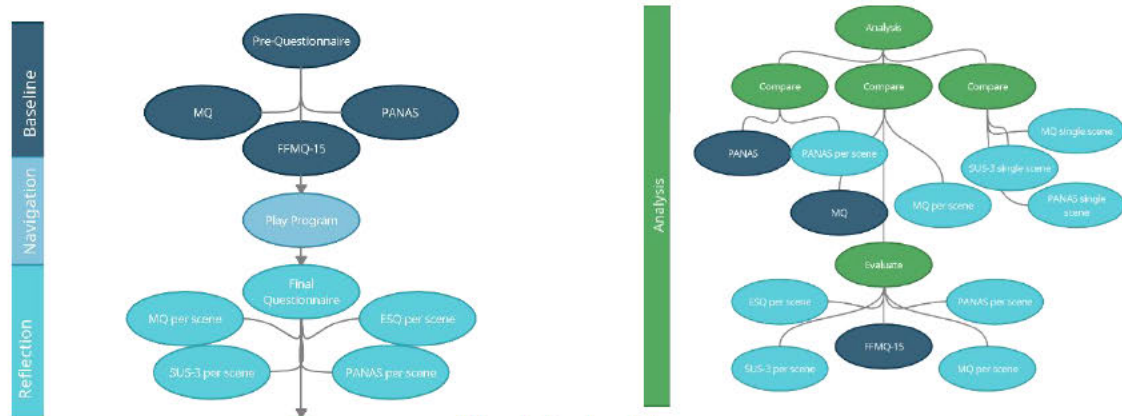 Baseline
Navigation
Reflection
Pre-Questionnaire
MQ
PANAS
FFMQ-15
Play Program
Final
Questionnaire
MQ per scene
ESQ per scene
SUS-3 per scene
PANAS per scene
Analysis
Analysis
Compare
Compare
Compare
PANAS
PANAS per scene
MQ
MQ per scene
MQ single scene
SUS-3 single scene
PANAS single
scene
Evaluate
ESQ per scene
PANAS per scene
FFMQ-15
SUS-3 per scene
MQ per scene